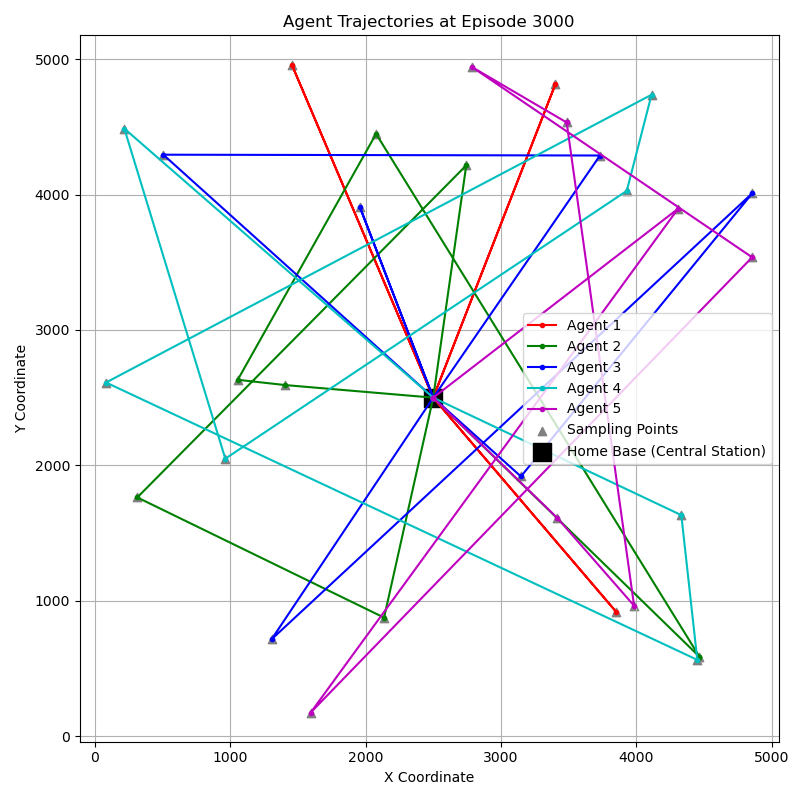 Agent Trajectories at Episode 3000
Y Coordinate
5000
4000
3000
2000
1000
0
Agent 1
Agent 2
Agent 3
Agent 4
Agent 5
Sampling Points
Home Base (Central Station)
0 1000 2000 3000 4000 5000
X Coordinate